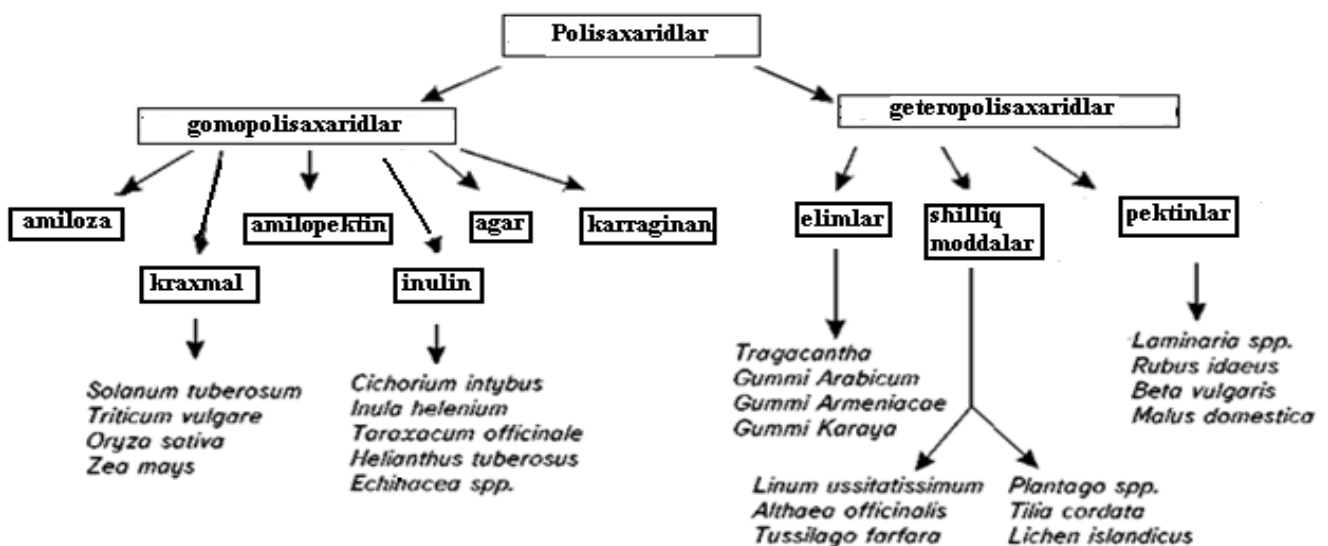 Polisaxaridlar
gomopolisaxaridlar
geteropolisaxaridlar
amiloza
amilopektin
agar
karraginan
elimlar
shilliq
moddalar
pektinlar
kraxmal
inulin
Solanum tuberosum
Triticum vulgare
Oryza sativa
Zea mays
Cichorium intybus
Inula helenium
Taraxacum officinale
Helianthus tuberosus
Echinacea spp.
Tragacantha
Gummi Arabicum
Gummi Armeniacae
Gummi Karaya
Laminaria spp.
Rubus idaeus
Beta vulgaris
Malus domestica
Linum ussitatissimum
Althaea officinalis
Tussilago farfara
Plantago spp.
Tilia cordata
Lichen islandicus